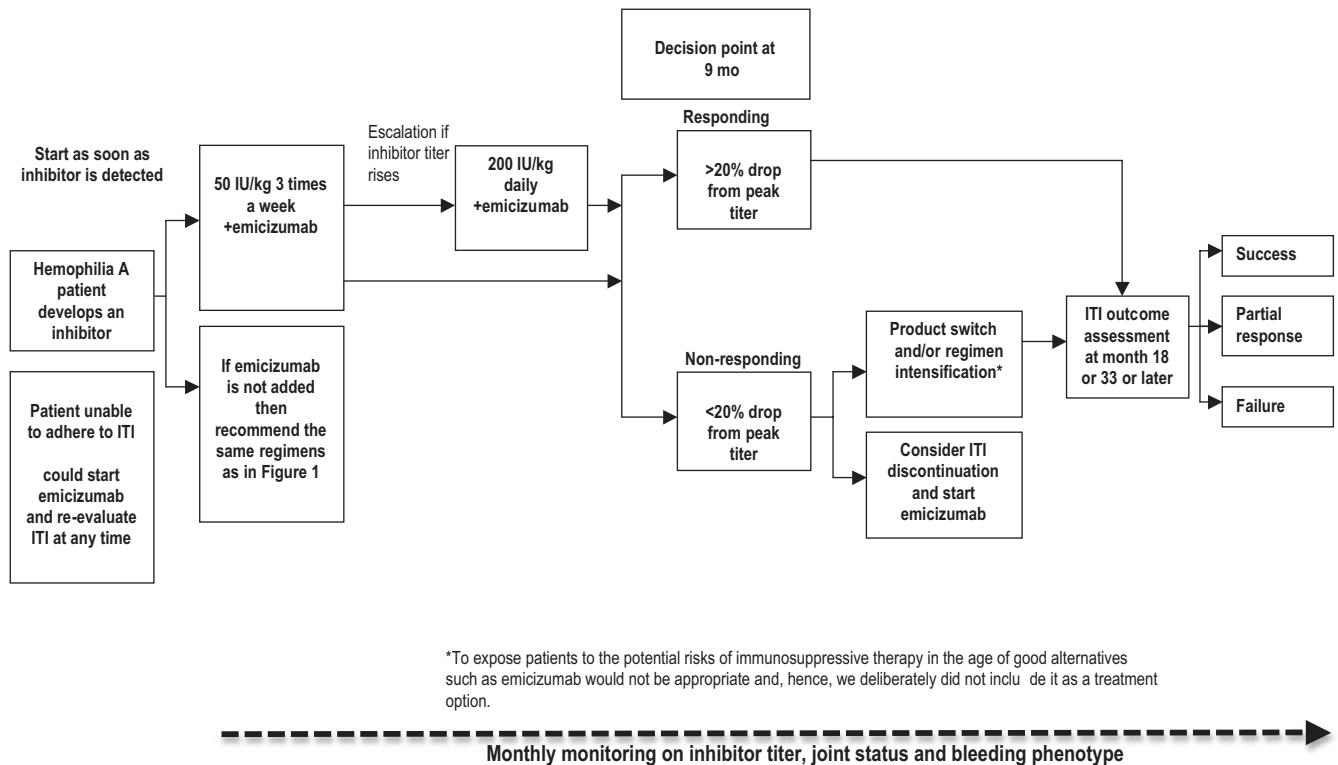 Decision point at
9 mo
Start as soon as
inhibitor is detected
Hemophilia A
patient
develops an
inhibitor
Patient unable
to adhere to ITI
could start
emicizumab
and re-evaluate
ITI at any time
50 IU/kg 3 times
a week
+emicizumab
If emicizumab
is not added
then
recommend the
same regimens
as in Figure 1
Escalation if
inhibitor titer
rises
200 IU/kg
daily
+emicizumab
Responding
>20% drop
from peak
titer
Non-responding
<20% drop
from peak
titer
Product switch
and/or regimen
intensification*
Consider ITI
discontinuation
and start
emicizumab
ITI outcome
assessment
at month 18
or 33 or later
Success
Partial
response
Failure
*To expose patients to the potential risks of immunosuppressive therapy in the age of good alternatives
such as emicizumab would not be appropriate and, hence, we deliberately did not inclu de it as a treatment
option.
Monthly monitoring on inhibitor titer, joint status and bleeding phenotype